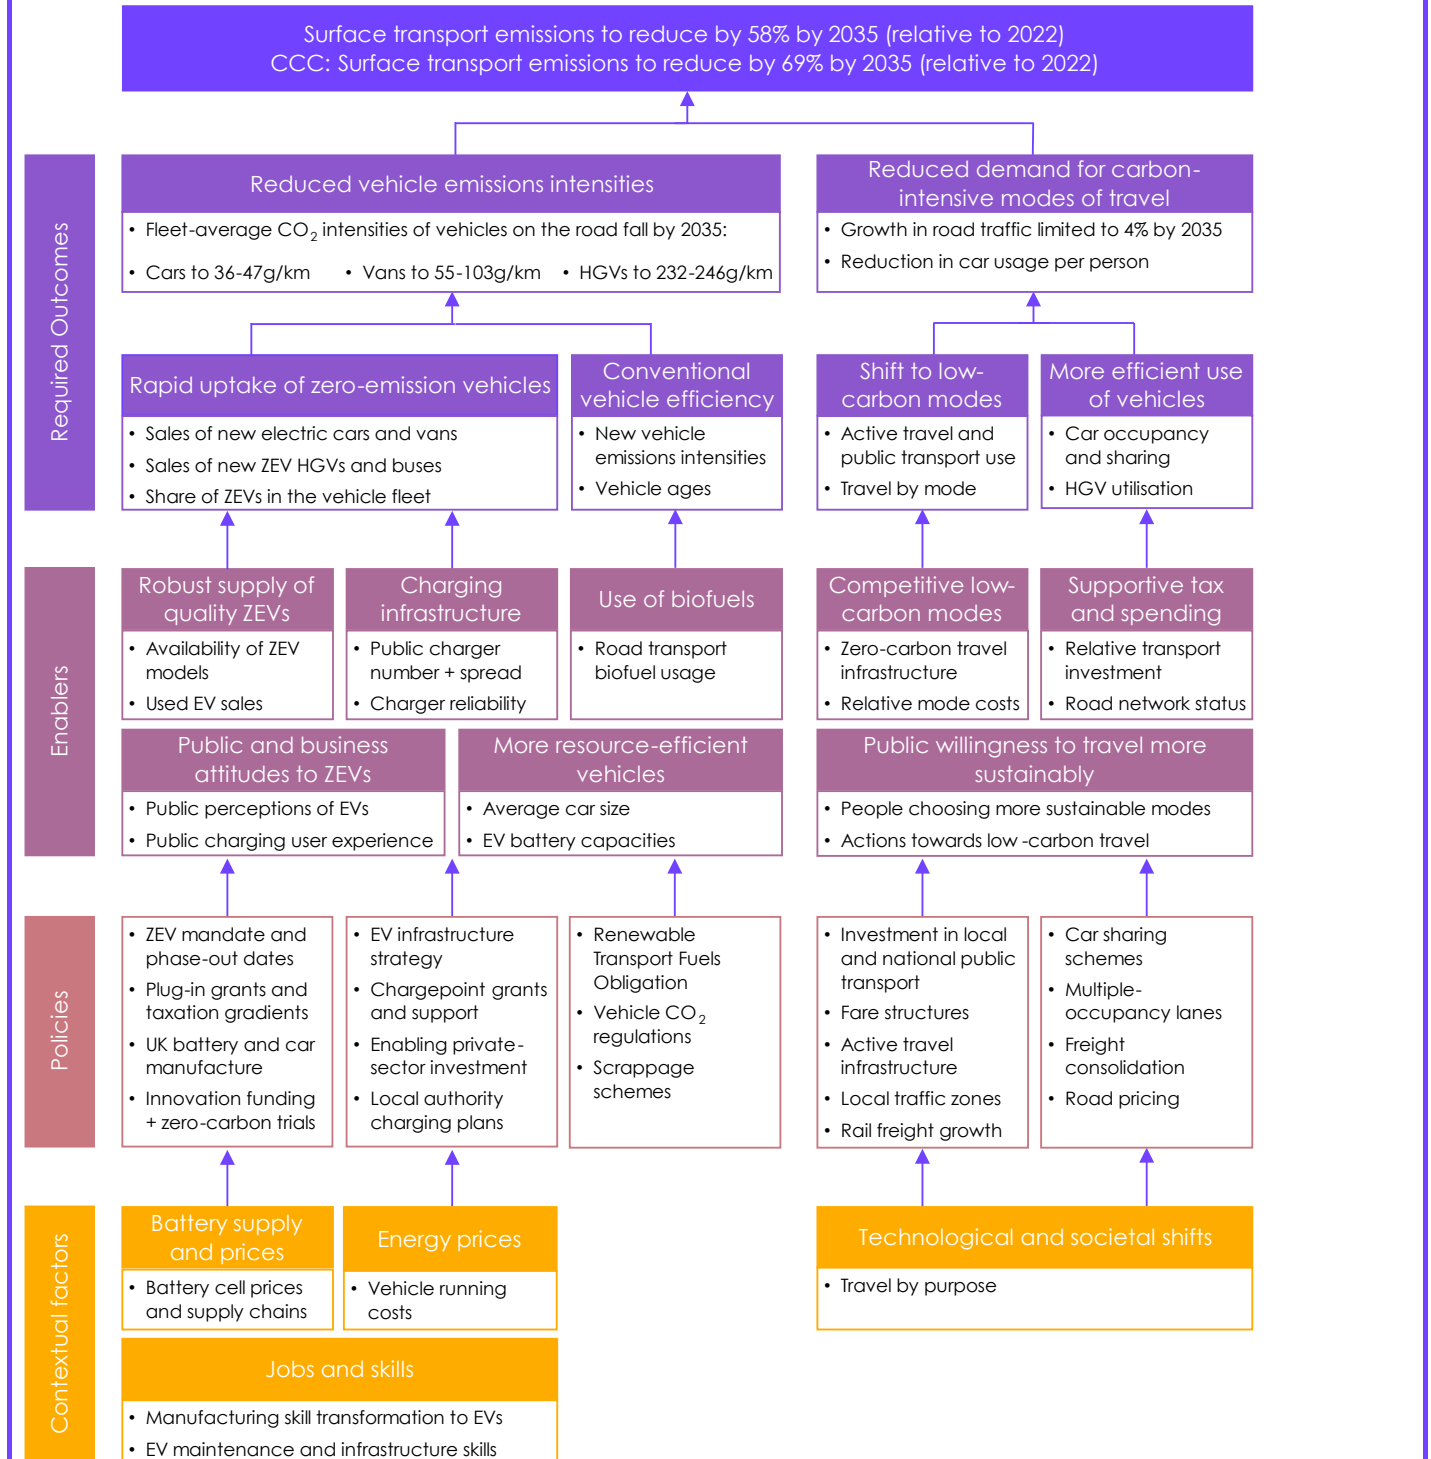 Surface transport emissions to reduce by 58% by 2035 (relative to 2022)
CCC: Surface transport emissions to reduce by 69% by 2035 (relative to 2022)
Required Outcomes
Reduced vehicle emissions intensities
• Fleet-average CO₂ intensities of vehicles on the road fall by 2035:
• Cars to 36-47g/km • Vans to 55-103g/km • HGVs to 232-246g/km
Reduced demand for carbon-
intensive modes of travel
• Growth in road traffic limited to 4% by 2035
• Reduction in car usage per person
Rapid uptake of zero-emission vehicles
• Sales of new electric cars and vans
• Sales of new ZEV HGVs and buses
• Share of ZEVs in the vehicle fleet
Conventional
vehicle efficiency
• New vehicle
emissions intensities
• Vehicle ages
Shift to low-
carbon modes
• Active travel and
public transport use
• Travel by mode
More efficient use
of vehicles
• Car occupancy
and sharing
• HGV utilisation
Enablers
Robust supply of
quality ZEVs
• Availability of ZEV
models
• Used EV sales
Charging
infrastructure
• Public charger
number + spread
• Charger reliability
Use of biofuels
• Road transport
biofuel usage
Competitive low-
carbon modes
• Zero-carbon travel
infrastructure
• Relative mode costs
Supportive tax
and spending
• Relative transport
investment
• Road network status
Public and business
attitudes to ZEVs
• Public perceptions of EVs
• Public charging user experience
More resource-efficient
vehicles
• Average car size
• EV battery capacities
Public willingness to travel more
sustainably
• People choosing more sustainable modes
• Actions towards low -carbon travel
Policies
• ZEV mandate and
phase-out dates
• Plug-in grants and
taxation gradients
• UK battery and car
manufacture
• Innovation funding
+ zero-carbon trials
• EV infrastructure
strategy
• Chargepoint grants
and support
• Enabling private-
sector investment
• Local authority
charging plans
• Renewable
Transport Fuels
Obligation
• Vehicle CO₂
regulations
• Scrappage
schemes
• Investment in local
and national public
transport
• Fare structures
• Active travel
infrastructure
• Local traffic zones
• Rail freight growth
• Car sharing
schemes
• Multiple-
occupancy lanes
• Freight
consolidation
• Road pricing
Contextual factors
Battery supply
and prices
• Battery cell prices
and supply chains
Energy prices
• Vehicle running
costs
Technological and societal shifts
• Travel by purpose
Jobs and skills
• Manufacturing skill transformation to EVs
• EV maintenance and infrastructure skills